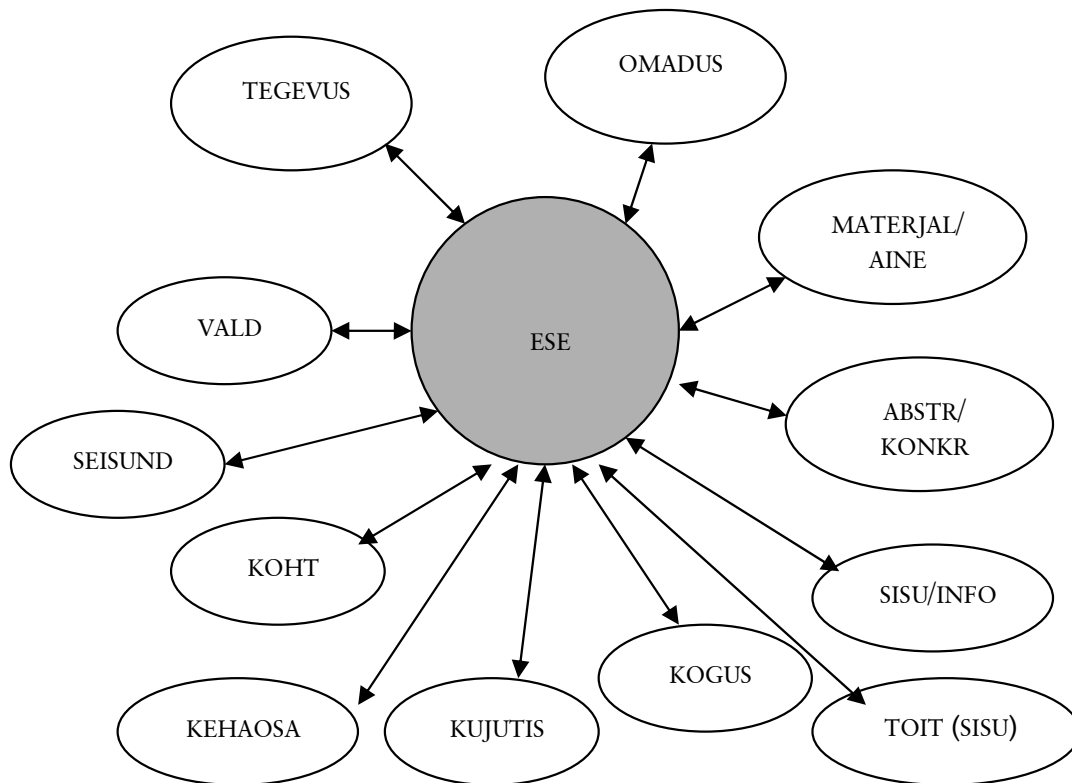 OMADUS
TEGEVUS
MATERJAL/
AINE
VALD
ESE
ABSTR/
KONKR
SEISUND
KOHT
SISU/INFO
KOGUS
KEHAOSA
KUJUTIS
TOIT (SISU)